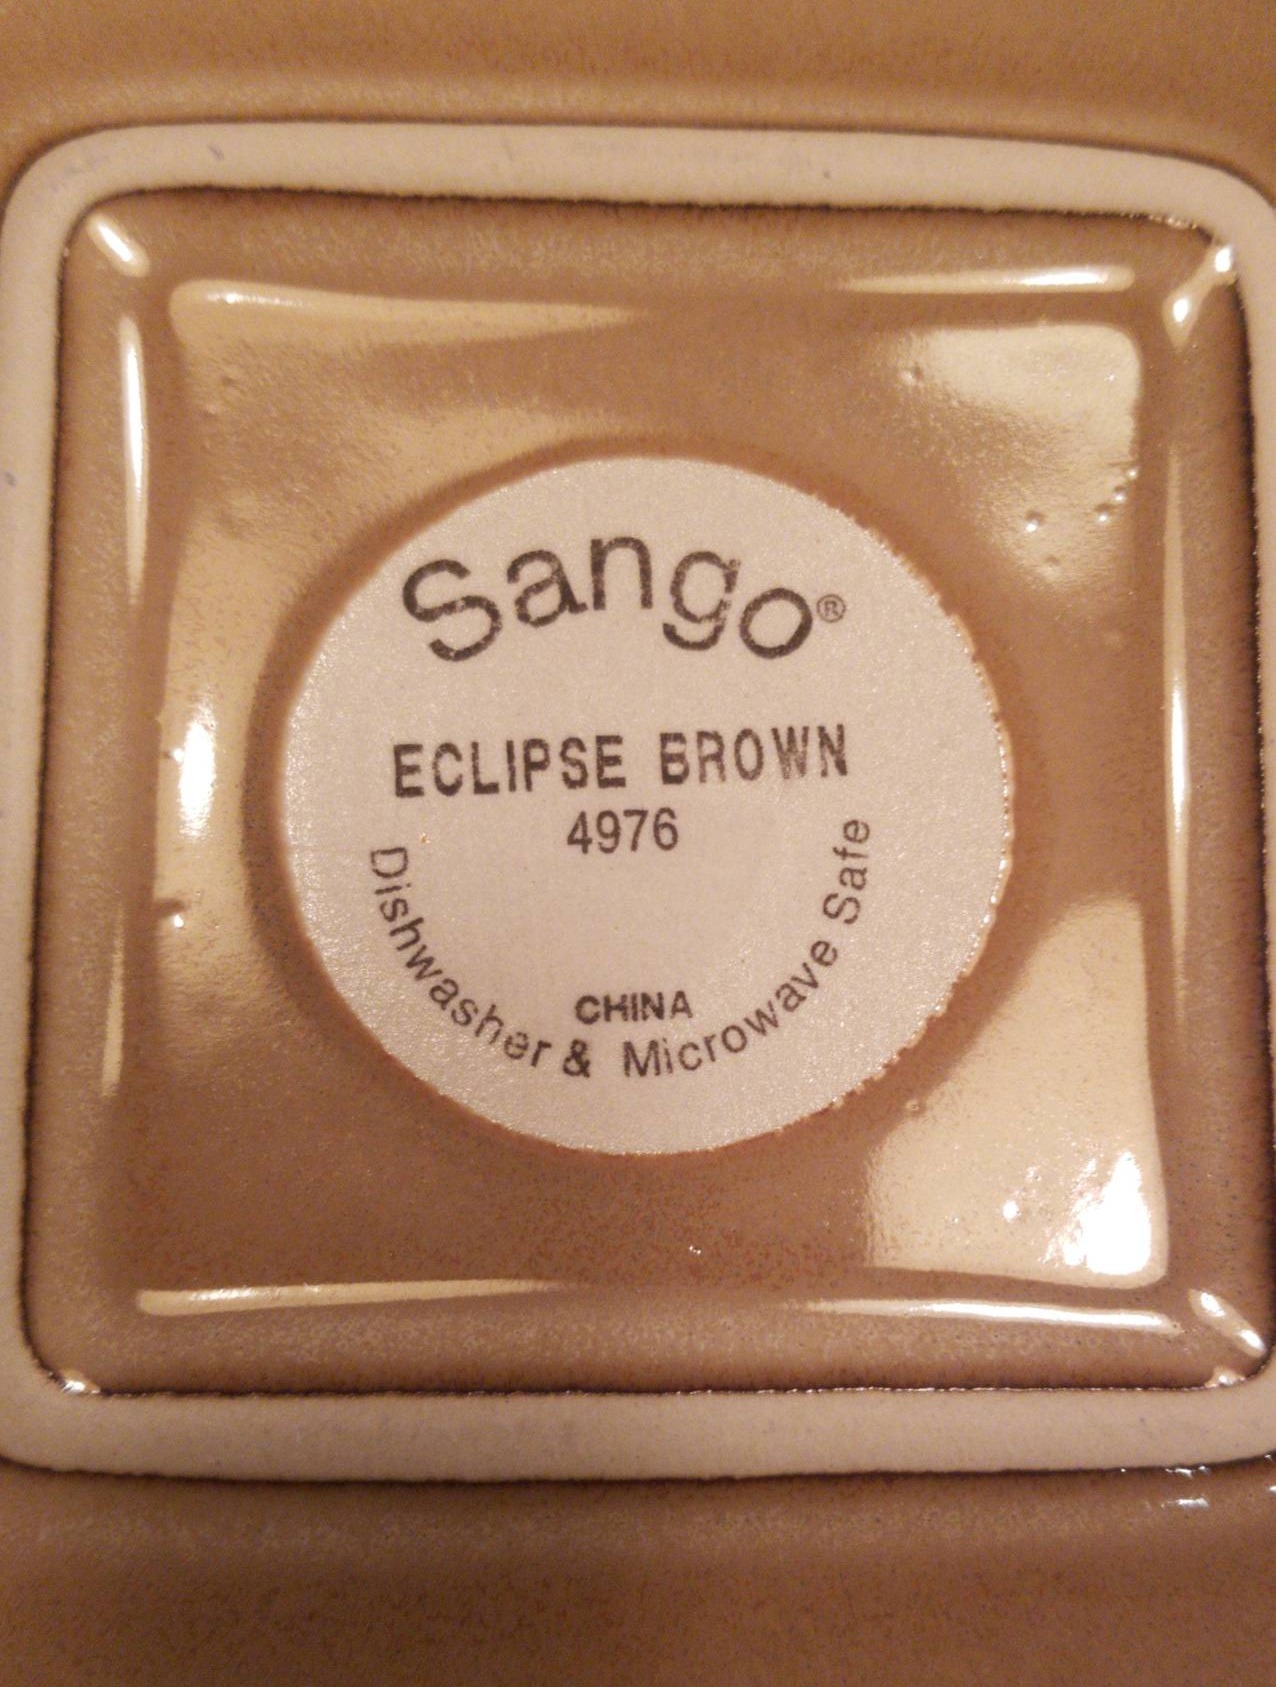 Sango®
ECLIPSE BROWN
4976
CHINA
Dishwasher & Microwave Safe